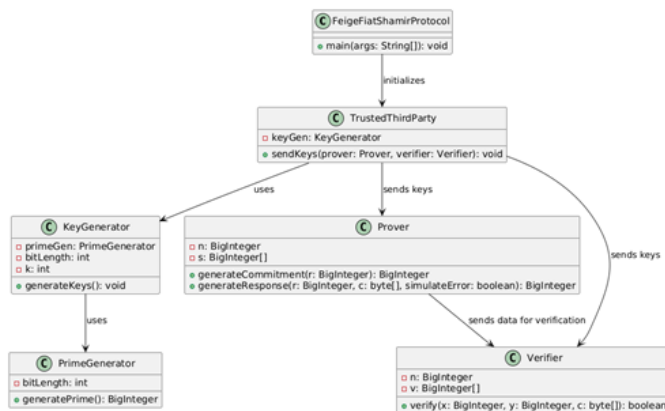 C FeigeFiatShamirProtocol
main(args: String[]): void
initializes
C TrustedThirdParty
keyGen: KeyGenerator
sendKeys(prover: Prover, verifier: Verifier): void
uses
sends keys
sends keys
C KeyGenerator
primeGen: PrimeGenerator
bitLength: int
k: int
generateKeys(): void
C Prover
n: BigInteger
s: BigInteger[]
generateCommitment(r: BigInteger): BigInteger
generateResponse(r: BigInteger, c: byte[], simulateError: boolean): BigInteger
uses
sends data for verification
C PrimeGenerator
bitLength: int
generatePrime(): BigInteger
C Verifier
n: BigInteger
v: BigInteger[]
verify(x: BigInteger, y: BigInteger, c: byte[]): boolean